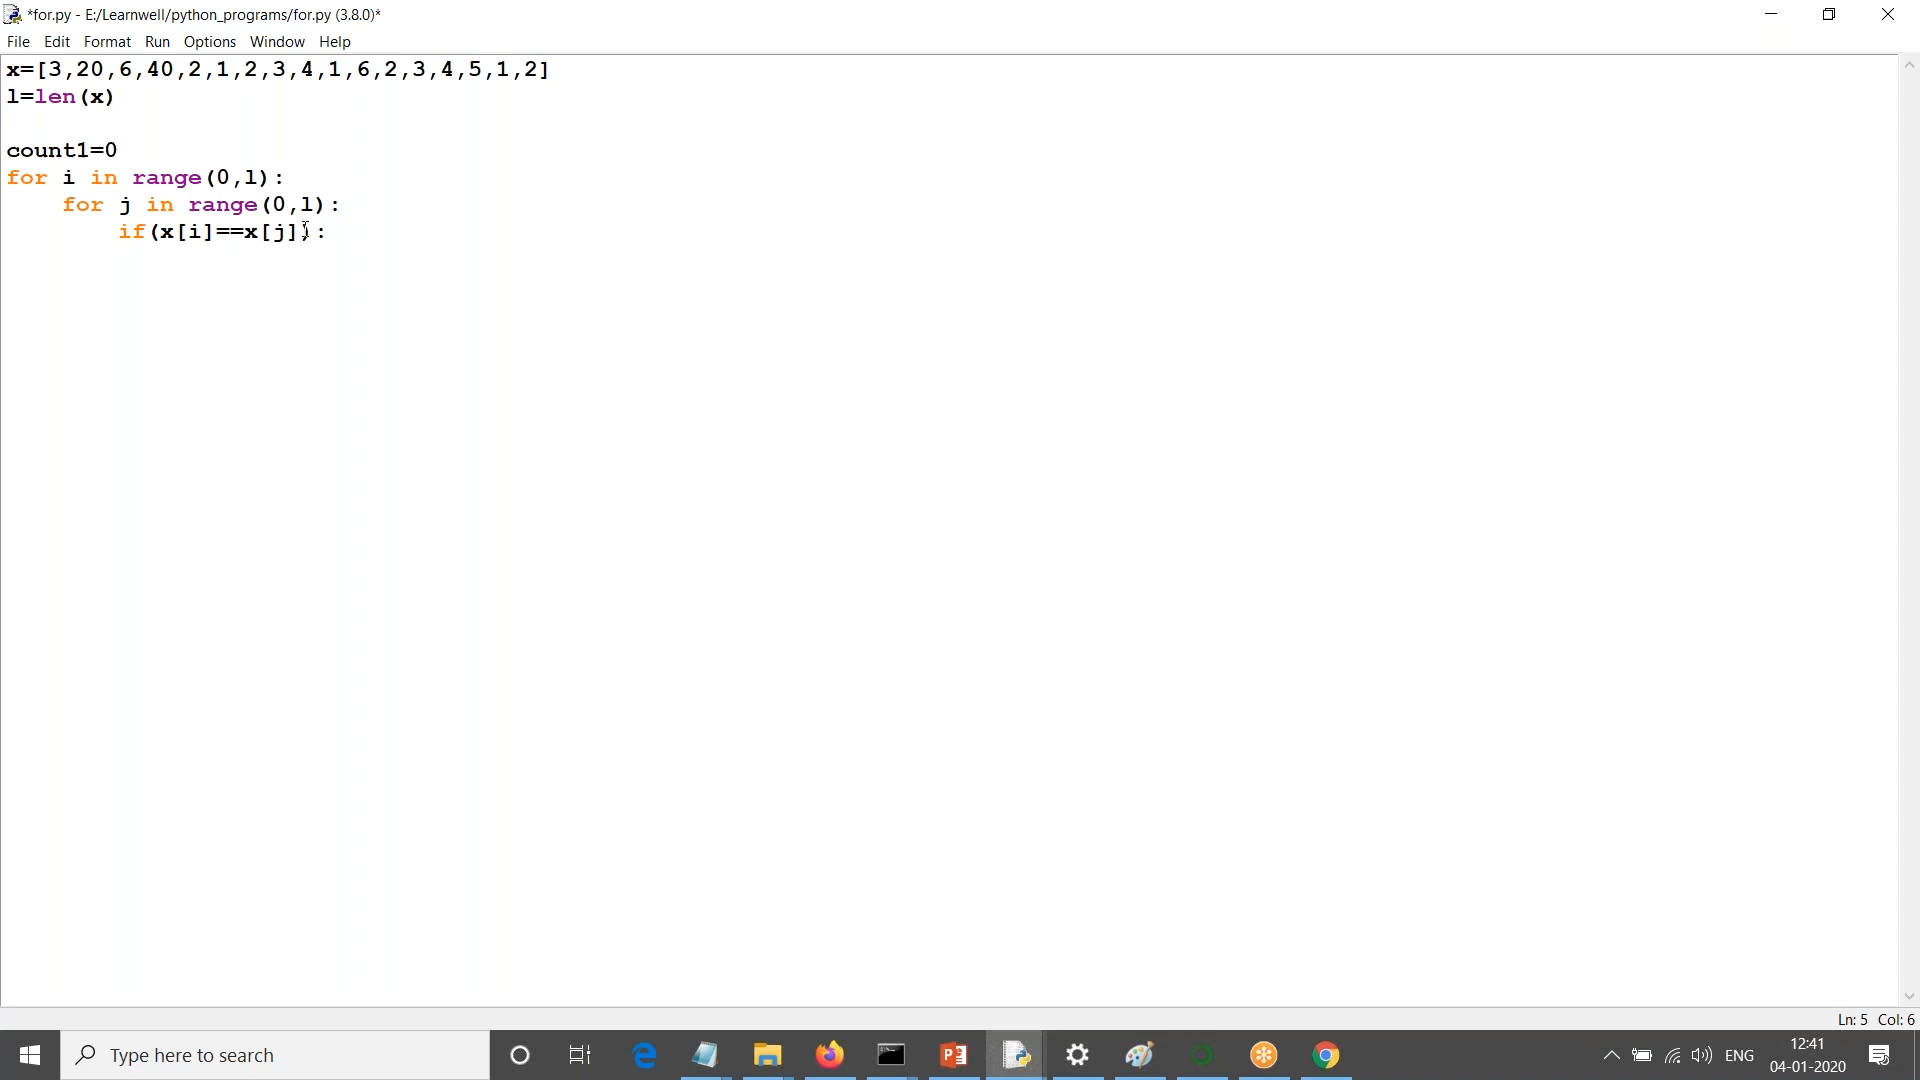 *for.py - E:/Learnwell/python_programs/for.py (3.8.0)*
File Edit Format Run Options Window Help
x=[3,20,6,40,2,1,2,3,4,1,6,2,3,4,5,1,2]
l=len(x)
count1=0
for i in range(0,l):
for j in range(0,l):
if(x[i]==x[j]):
Ln: 5 Col: 6
Type here to search
ENG
12:41
04-01-2020